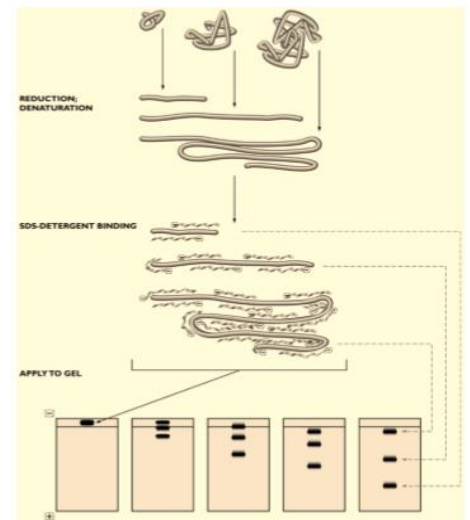 REDUCTION;
DENATURATION
SDS-DETERGENT BINDING
APPLY TO GEL
−
+